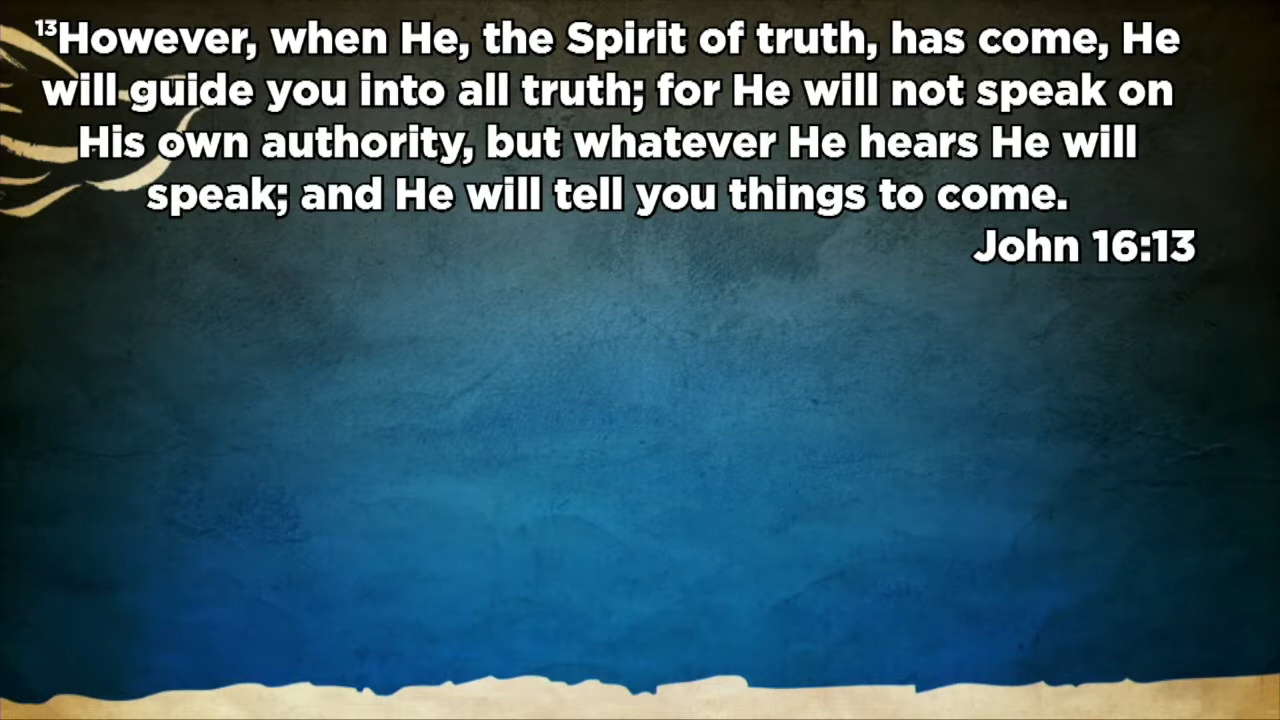 ¹³However, when He, the Spirit of truth, has come, He
will guide you into all truth; for He will not speak on
His own authority, but whatever He hears He will
speak; and He will tell you things to come.
John 16:13